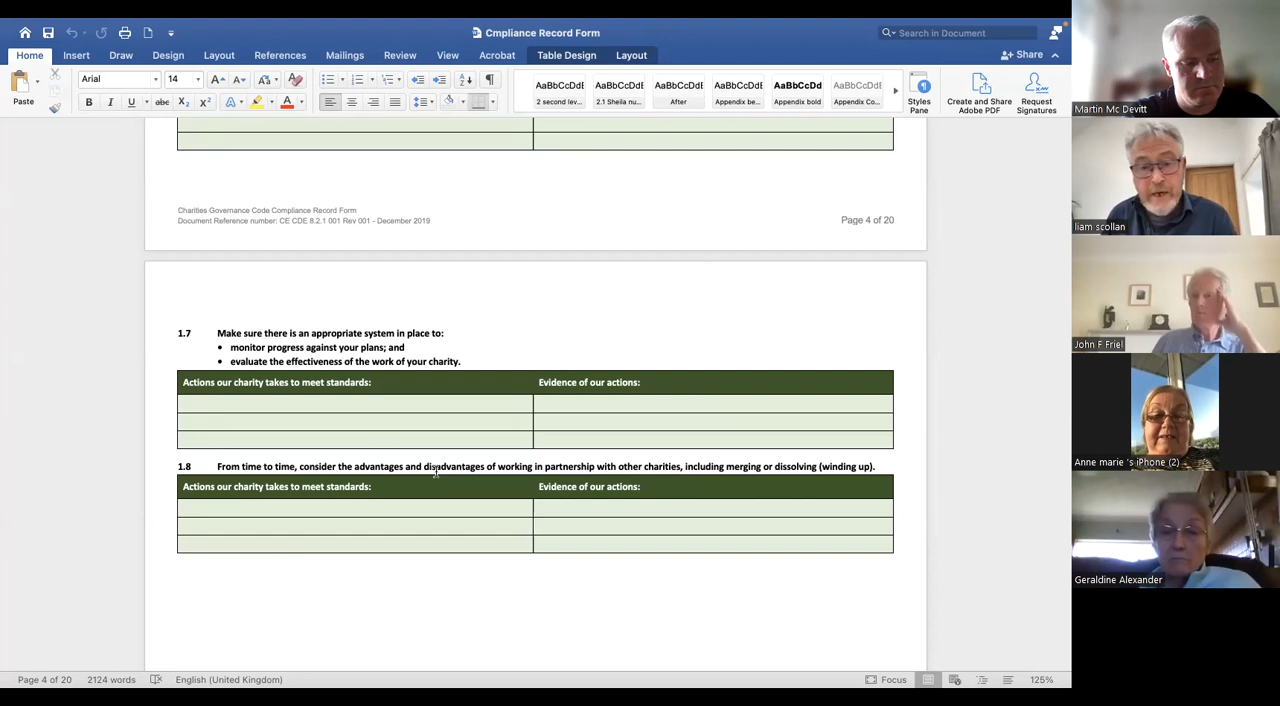 Cmpliance Record Form
Search in Document
Home Insert Draw Design Layout References Mailings Review View Acrobat Table Design Layout
Share
Paste
Arial 14
B I U abc X2 X2
AaBbCcDd AaBbCcDdE AaBbCcDd AaBbCcDdE AaBbCcDd AaBbCcDdE
2 second lev... 2.1 Sheila nu... After Appendix be... Appendix bold Appendix Co...
Styles Pane
Create and Share Adobe PDF
Request Signatures
Charities Governance Code Compliance Record Form
Document Reference number: CE CDE 8.2.1 001 Rev 001 - December 2019
Page 4 of 20
1.7 Make sure there is an appropriate system in place to:
• monitor progress against your plans; and
• evaluate the effectiveness of the work of your charity.
Actions our charity takes to meet standards: Evidence of our actions:
1.8 From time to time, consider the advantages and disadvantages of working in partnership with other charities, including merging or dissolving (winding up).
Actions our charity takes to meet standards: Evidence of our actions:
Page 4 of 20 2124 words English (United Kingdom) Focus 125%
Martin Mc Devitt
liam scollan
John F Friel
Anne marie 's iPhone (2)
Geraldine Alexander